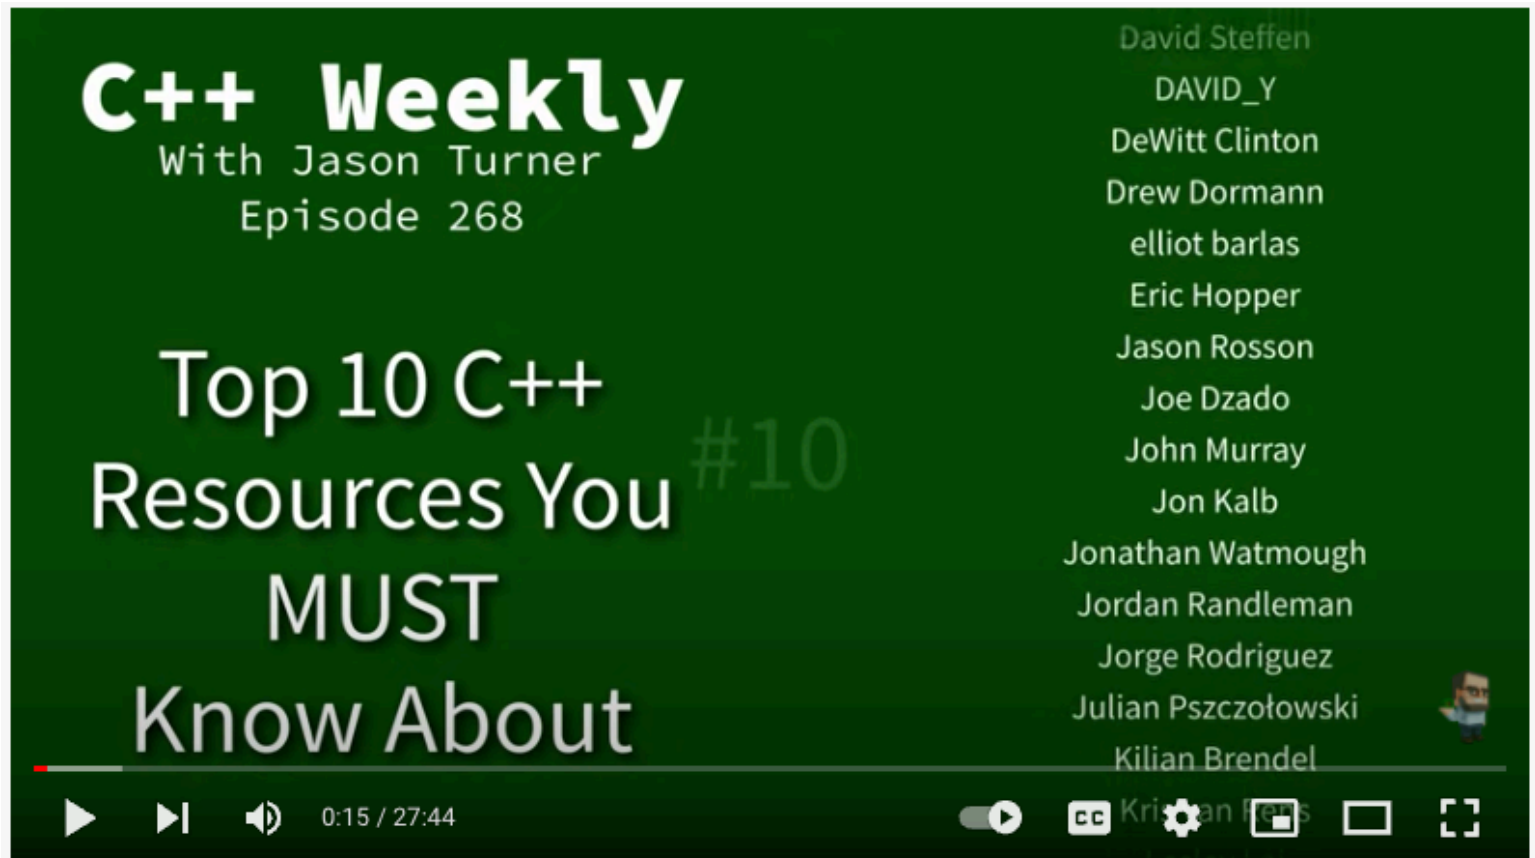 C++ Weekly
With Jason Turner
Episode 268
Top 10 C++
Resources You
MUST
Know About
#10
David Steffen
DAVID_Y
DeWitt Clinton
Drew Dormann
elliot barlas
Eric Hopper
Jason Rosson
Joe Dzado
John Murray
Jon Kalb
Jonathan Watmough
Jordan Randleman
Jorge Rodriguez
Julian Pszczołowski
Kilian Brendel
0:15 / 27:44
CC